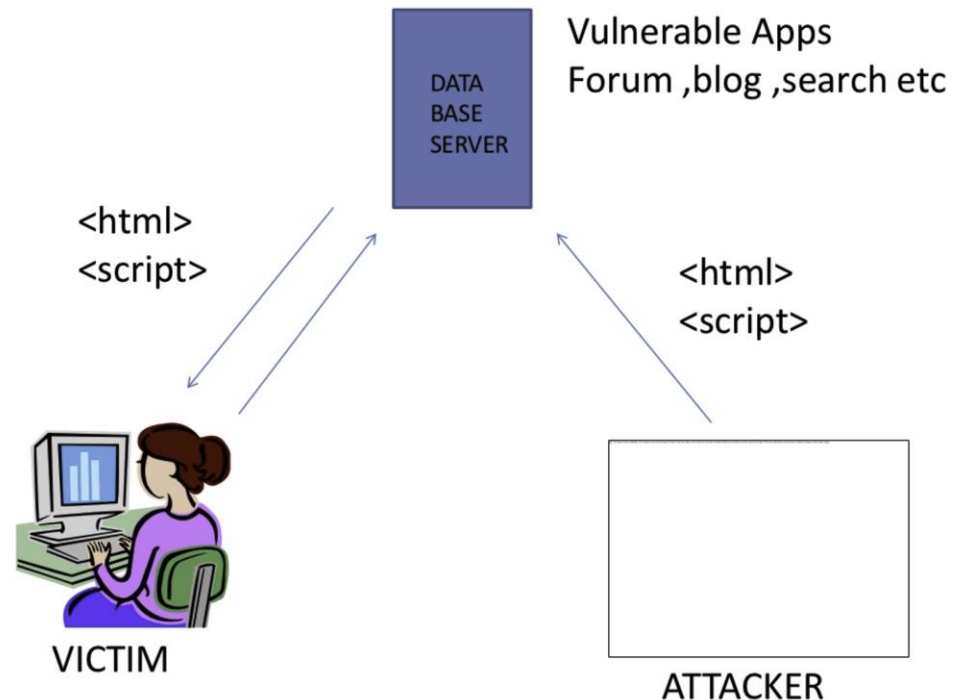 Vulnerable Apps
Forum ,blog ,search etc
DATA
BASE
SERVER
<html>
<script>
<html>
<script>
VICTIM
ATTACKER